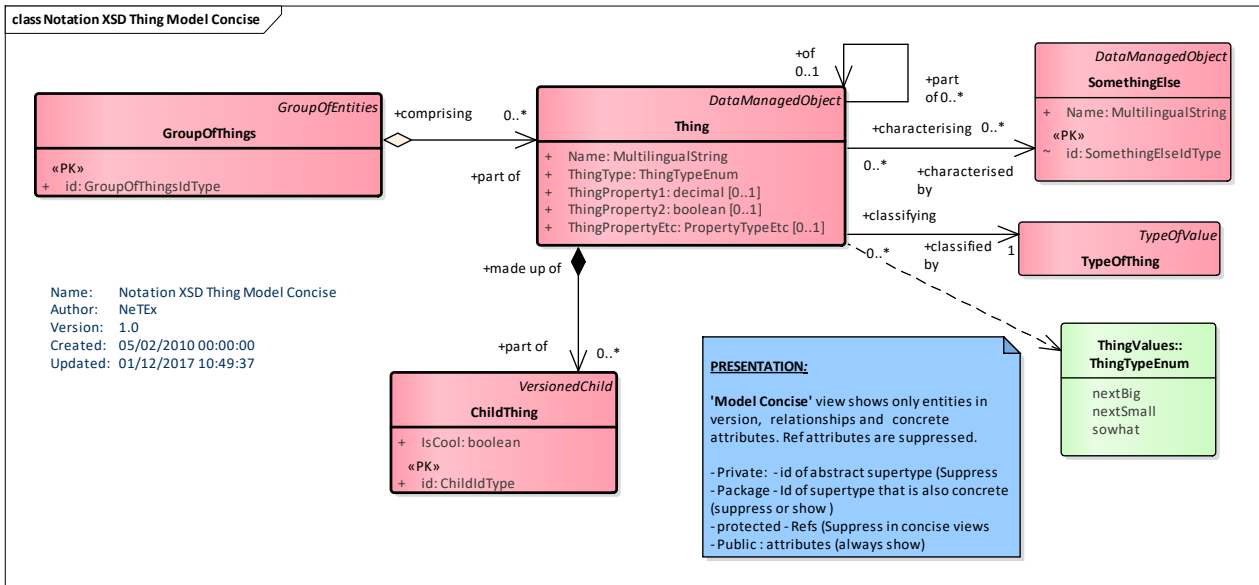 class Notation XSD Thing Model Concise
GroupOfEntities
GroupOfThings
«PK»
+ id: GroupOfThingsIdType
+comprising
0..*
+part of
DataManagedObject
Thing
+ Name: MultilingualString
+ ThingType: ThingTypeEnum
+ ThingProperty1: decimal [0..1]
+ ThingProperty2: boolean [0..1]
+ ThingPropertyEtc: PropertyTypeEtc [0..1]
+of
0..1
+part
of 0..*
+characterising 0..*
0..*
+characterised
by
DataManagedObject
SomethingElse
+ Name: MultilingualString
«PK»
~ id: SomethingElseIdType
+classifying
0..*
+classified
by
1
TypeOfValue
TypeOfThing
+made up of
+part of
0..*
VersionedChild
ChildThing
+ IsCool: boolean
«PK»
+ id: ChildIdType
Name: Notation XSD Thing Model Concise
Author: NeTEx
Version: 1.0
Created: 05/02/2010 00:00:00
Updated: 01/12/2017 10:49:37
PRESENTATION:
'Model Concise' view shows only entities in
version, relationships and concrete
attributes. Ref attributes are suppressed.
- Private: - id of abstract supertype (Suppress
- Package - Id of supertype that is also concrete
(suppress or show )
- protected - Refs (Suppress in concise views
- Public : attributes (always show)
ThingValues::
ThingTypeEnum
nextBig
nextSmall
sowhat